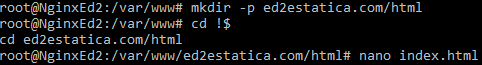 root@NginxEd2:/var/www# mkdir -p ed2estatica.com/html
root@NginxEd2:/var/www# cd !$
cd ed2estatica.com/html
root@NginxEd2:/var/www/ed2estatica.com/html# nano index.html